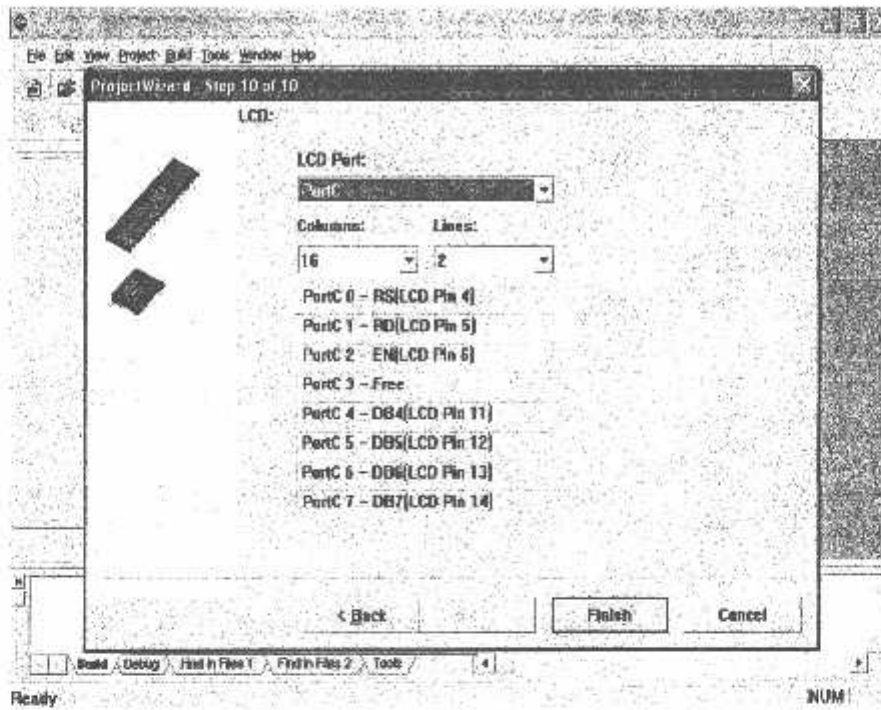 File Edit View Project Build Tools Window Help
ProjectWizard - Step 10 of 10
LCD:
LCD Port:
PortC
Columns: Lines:
16 2
PortC 0 - RS(LCD Pin 4)
PortC 1 - RD(LCD Pin 5)
PortC 2 - EN(LCD Pin 6)
PortC 3 - Free
PortC 4 - DB4(LCD Pin 11)
PortC 5 - DB5(LCD Pin 12)
PortC 6 - DB6(LCD Pin 13)
PortC 7 - DB7(LCD Pin 14)
< Back Finish Cancel
Build Debug Find in Files 1 Find in Files 2 Tools
Ready NUM